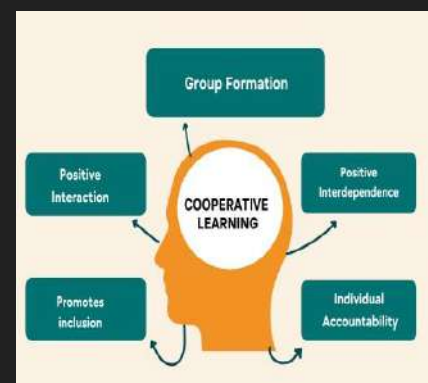 Group Formation
Positive
Interaction
COOPERATIVE
LEARNING
Positive
Interdependence
Promotes
inclusion
Individual
Accountability